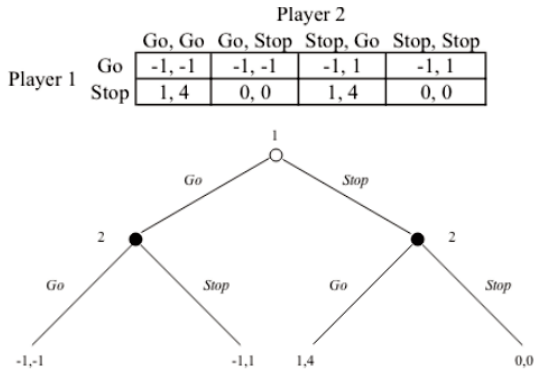 Player 2
Go, Go Go, Stop Stop, Go Stop, Stop
Player 1 Go -1, -1 -1, -1 -1, 1 -1, 1
Stop 1, 4 0, 0 1, 4 0, 0
1
Go Stop
2 2
Go Stop Go Stop
-1,-1 -1,1 1,4 0,0